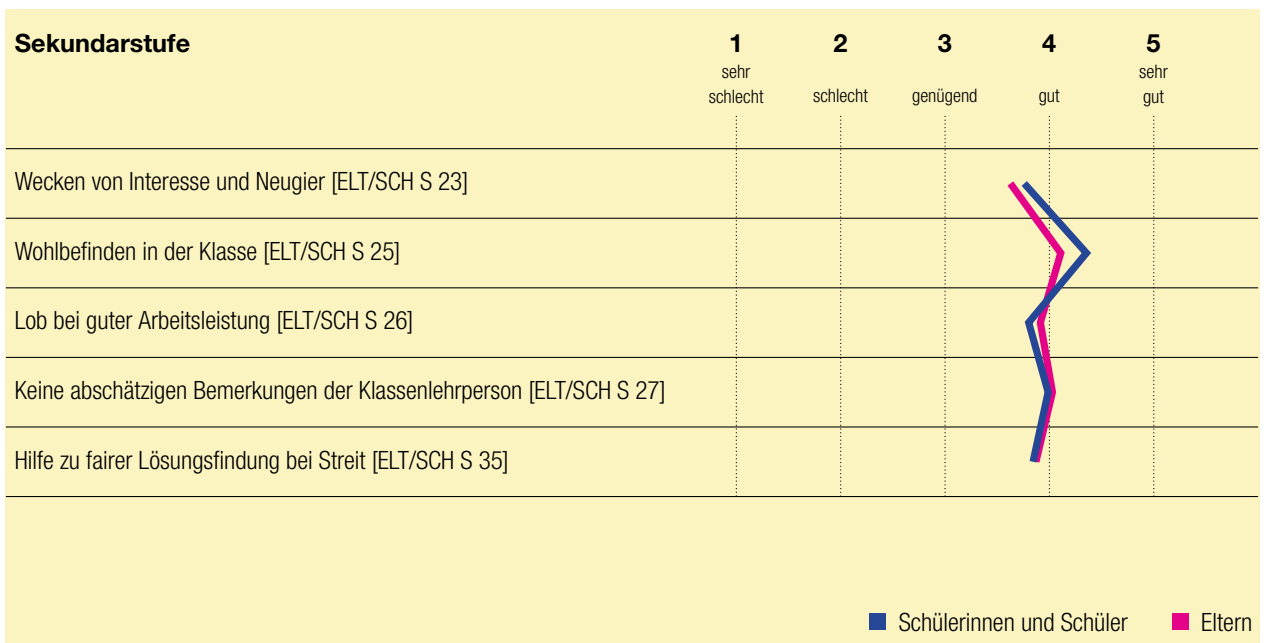 Sekundarstufe
1 2 3 4 5
sehr schlecht schlecht genügend gut sehr gut
Wecken von Interesse und Neugier [ELT/SCH S 23]
Wohlbefinden in der Klasse [ELT/SCH S 25]
Lob bei guter Arbeitsleistung [ELT/SCH S 26]
Keine abschätzigen Bemerkungen der Klassenlehrperson [ELT/SCH S 27]
Hilfe zu fairer Lösungsfindung bei Streit [ELT/SCH S 35]
Schülerinnen und Schüler Eltern